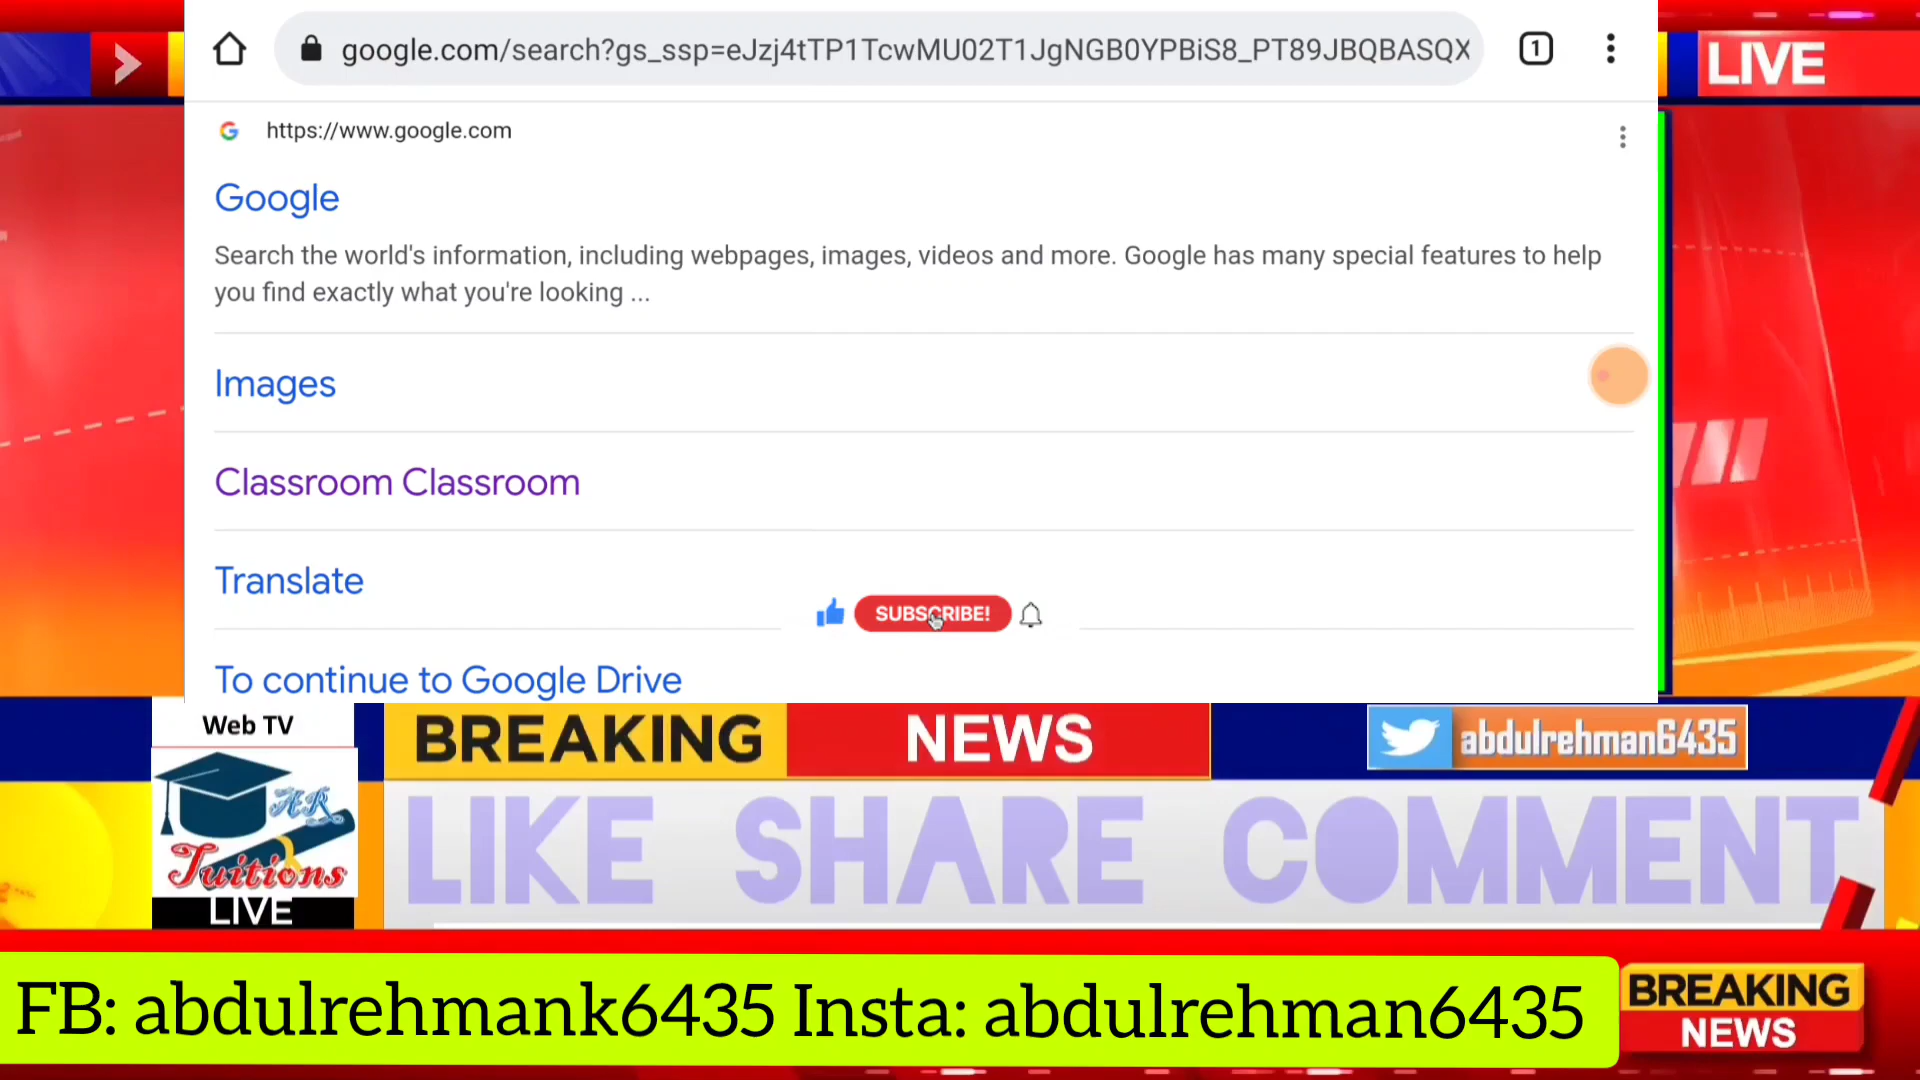 google.com/search?gs_ssp=eJzj4tTP1TcwMU02T1JgNGB0YPBiS8_PT89JBQBASQX
1
LIVE
https://www.google.com
Google
Search the world's information, including webpages, images, videos and more. Google has many special features to help
you find exactly what you're looking ...
Images
Classroom Classroom
Translate
SUBSCRIBE!
To continue to Google Drive
Web TV
BREAKING NEWS
abdulrehman6435
AR
Tuitions
LIVE
LIKE SHARE COMMENT
FB: abdulrehmank6435 Insta: abdulrehman6435
BREAKING
NEWS